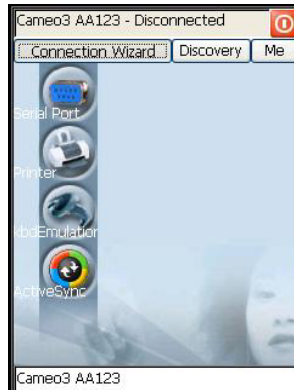 Cameo3 AA123 - Disconnected
Connection Wizard Discovery Me
Serial Port
Printer
kbdEmulation
ActiveSync
Cameo3 AA123